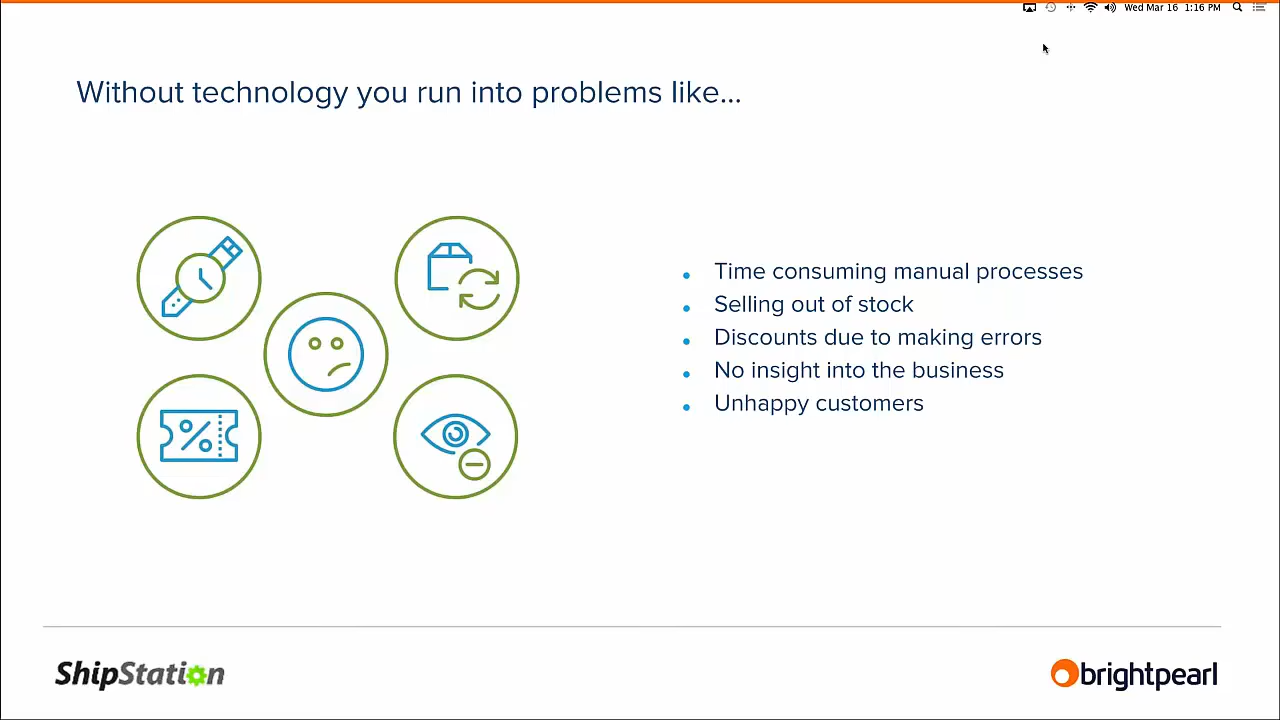 Wed Mar 16 1:16 PM
Without technology you run into problems like...
• Time consuming manual processes
• Selling out of stock
• Discounts due to making errors
• No insight into the business
• Unhappy customers
%
ShipStation
brightpearl